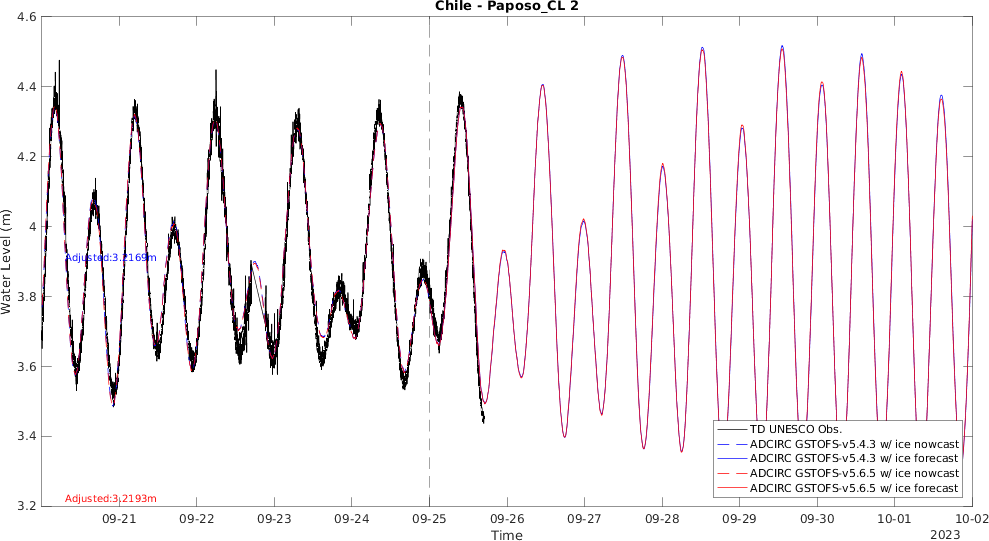 Chile - Paposo_CL 2
4.6
4.4
4.2
4
3.8
3.6
3.4
3.2
Water Level (m)
Adjusted:3.2169m
Adjusted:3.2193m
TD UNESCO Obs.
ADCIRC GSTOFS-v5.4.3 w/ ice nowcast
ADCIRC GSTOFS-v5.4.3 w/ ice forecast
ADCIRC GSTOFS-v5.6.5 w/ ice nowcast
ADCIRC GSTOFS-v5.6.5 w/ ice forecast
09-21 09-22 09-23 09-24 09-25 09-26 09-27 09-28 09-29 09-30 10-01 10-02
Time
2023